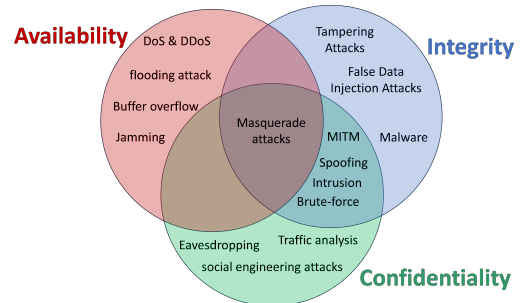 Availability
DoS & DDoS
flooding attack
Buffer overflow
Jamming
Tampering
Attacks
Integrity
False Data
Injection Attacks
Malware
Masquerade
attacks
MITM
Spoofing
Intrusion
Brute-force
Eavesdropping
Traffic analysis
social engineering attacks
Confidentiality